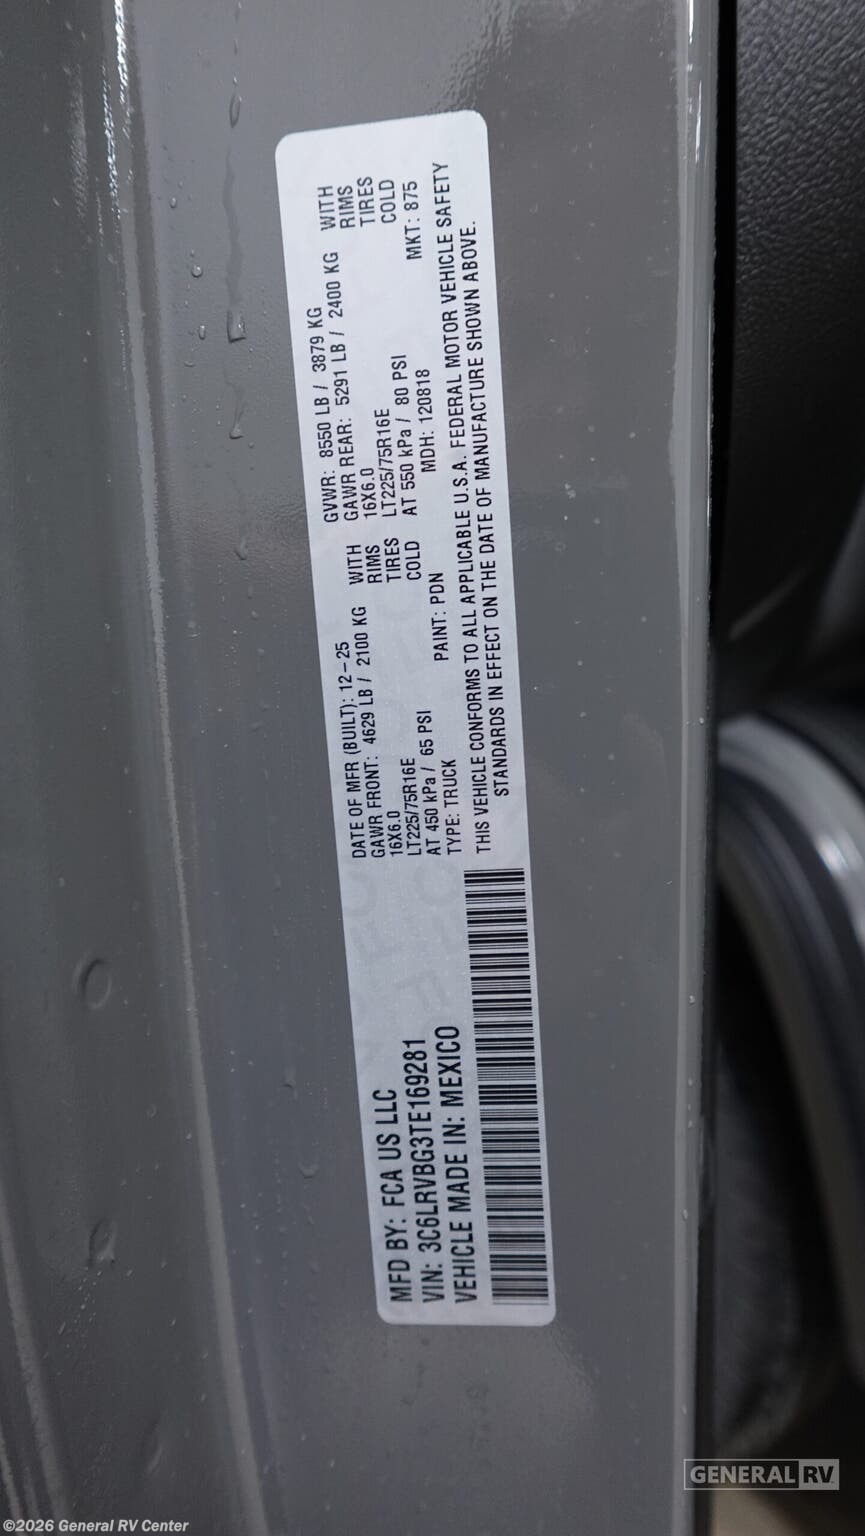 MFD BY: FCA US LLC
VIN: 3C6LRVBG3TE169281
VEHICLE MADE IN: MEXICO
DATE OF MFR (BUILT): 12-25
GAWR FRONT: 4629 LB / 2100 KG WITH
16X6.0 RIMS
LT225/75R16E TIRES
AT 450 kPa / 65 PSI COLD
TYPE: TRUCK PAINT: PDN
GVWR: 8550 LB / 3879 KG
GAWR REAR: 5291 LB / 2400 KG WITH
16X6.0 RIMS
LT225/75R16E TIRES
AT 550 kPa / 80 PSI COLD
MDH: 120818 MKT: 875
THIS VEHICLE CONFORMS TO ALL APPLICABLE U.S.A. FEDERAL MOTOR VEHICLE SAFETY
STANDARDS IN EFFECT ON THE DATE OF MANUFACTURE SHOWN ABOVE.
GENERAL RV
©2026 General RV Center